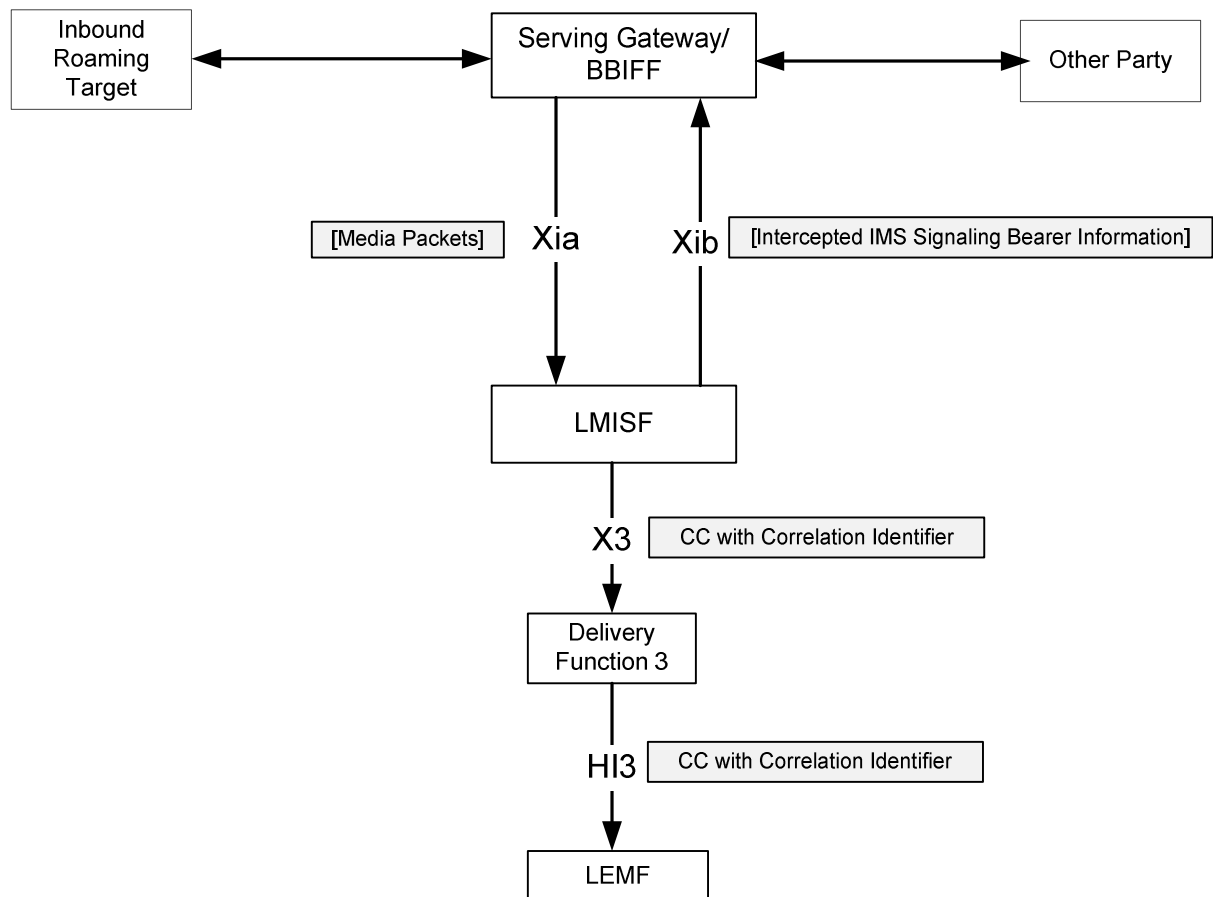 Inbound
Roaming
Target
Serving Gateway/
BBIFF
Other Party
[Media Packets]
Xia
Xib
[Intercepted IMS Signaling Bearer Information]
LMISF
X3
CC with Correlation Identifier
Delivery
Function 3
HI3
CC with Correlation Identifier
LEMF